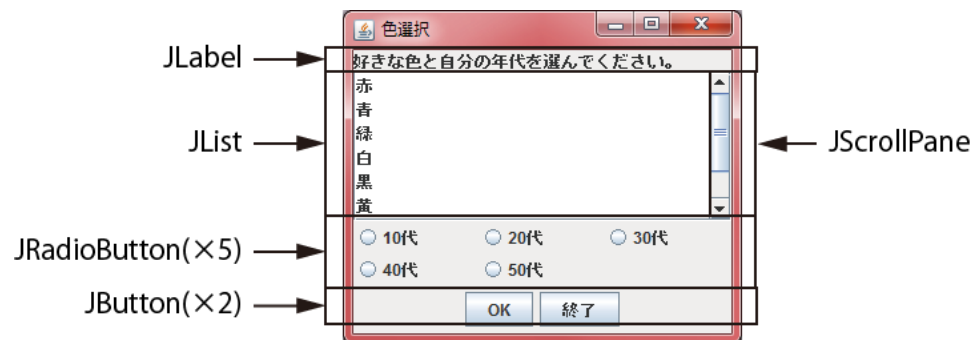 色選択
JLabel
好きな色と自分の年代を選んでください。
赤
青
緑
白
黒
黄
JList
JScrollPane
10代 20代 30代
40代 50代
JRadioButton(×5)
JButton(×2)
OK 終了